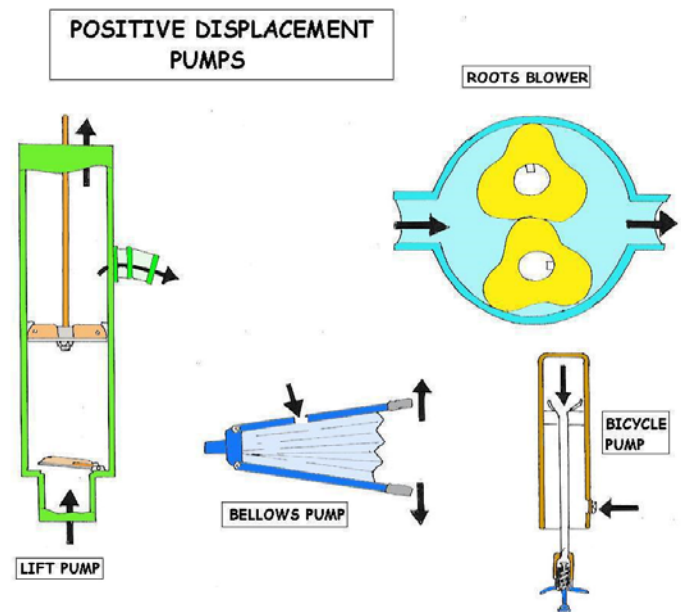 POSITIVE DISPLACEMENT
PUMPS
ROOTS BLOWER
BICYCLE
PUMP
BELLOWS PUMP
LIFT PUMP